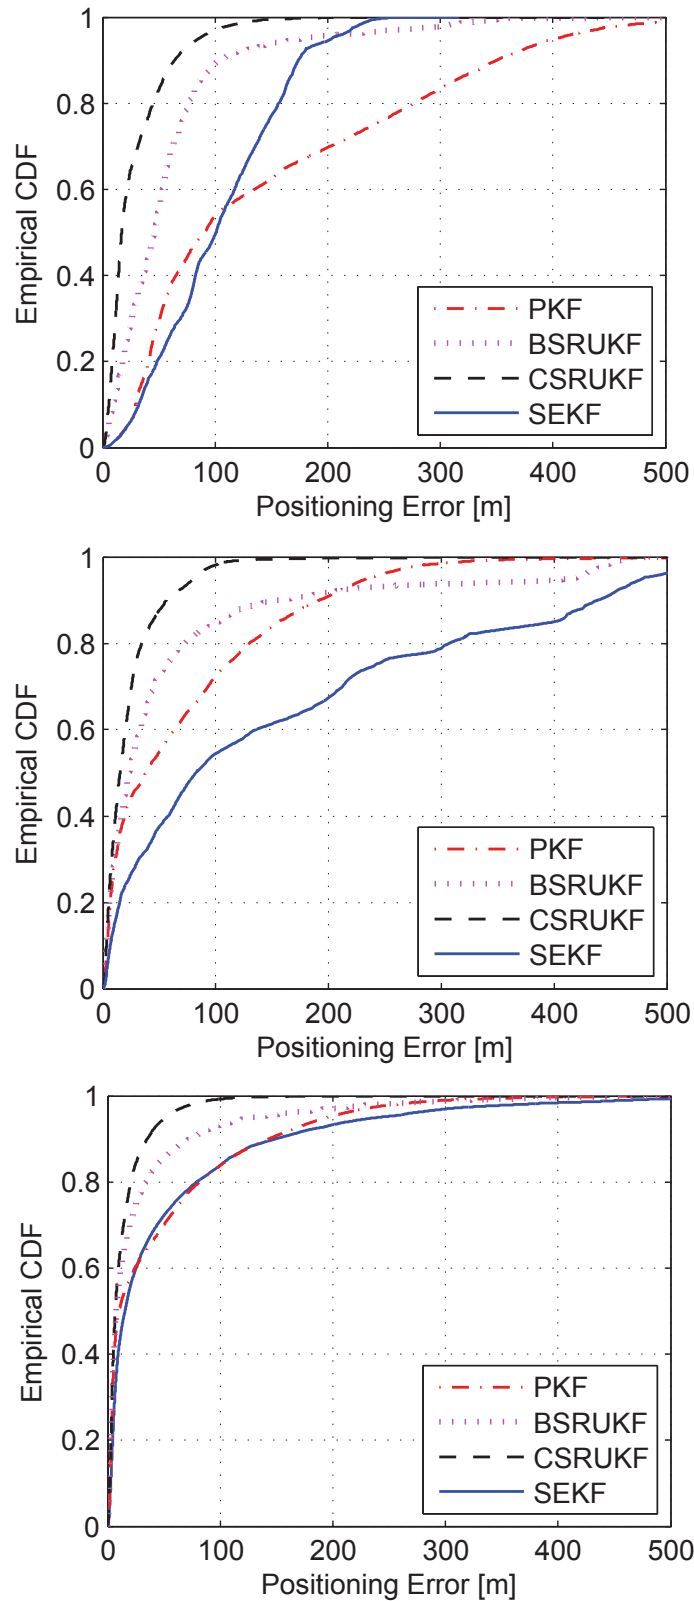 1
0.8
0.6
0.4
0.2
0
Empirical CDF
0 100 200 300 400 500
Positioning Error [m]
PKF
BSRUKF
CSRUKF
SEKF
1
0.8
0.6
0.4
0.2
0
Empirical CDF
0 100 200 300 400 500
Positioning Error [m]
PKF
BSRUKF
CSRUKF
SEKF
1
0.8
0.6
0.4
0.2
0
Empirical CDF
0 100 200 300 400 500
Positioning Error [m]
PKF
BSRUKF
CSRUKF
SEKF